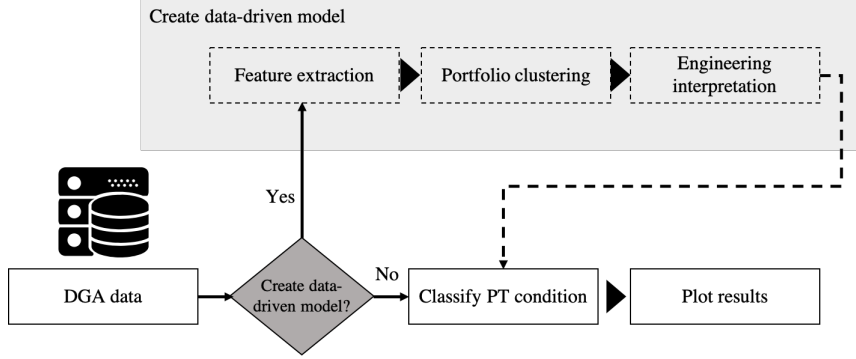 Create data-driven model
Feature extraction
Portfolio clustering
Engineering
interpretation
Yes
DGA data
Create data-
driven model?
No
Classify PT condition
Plot results